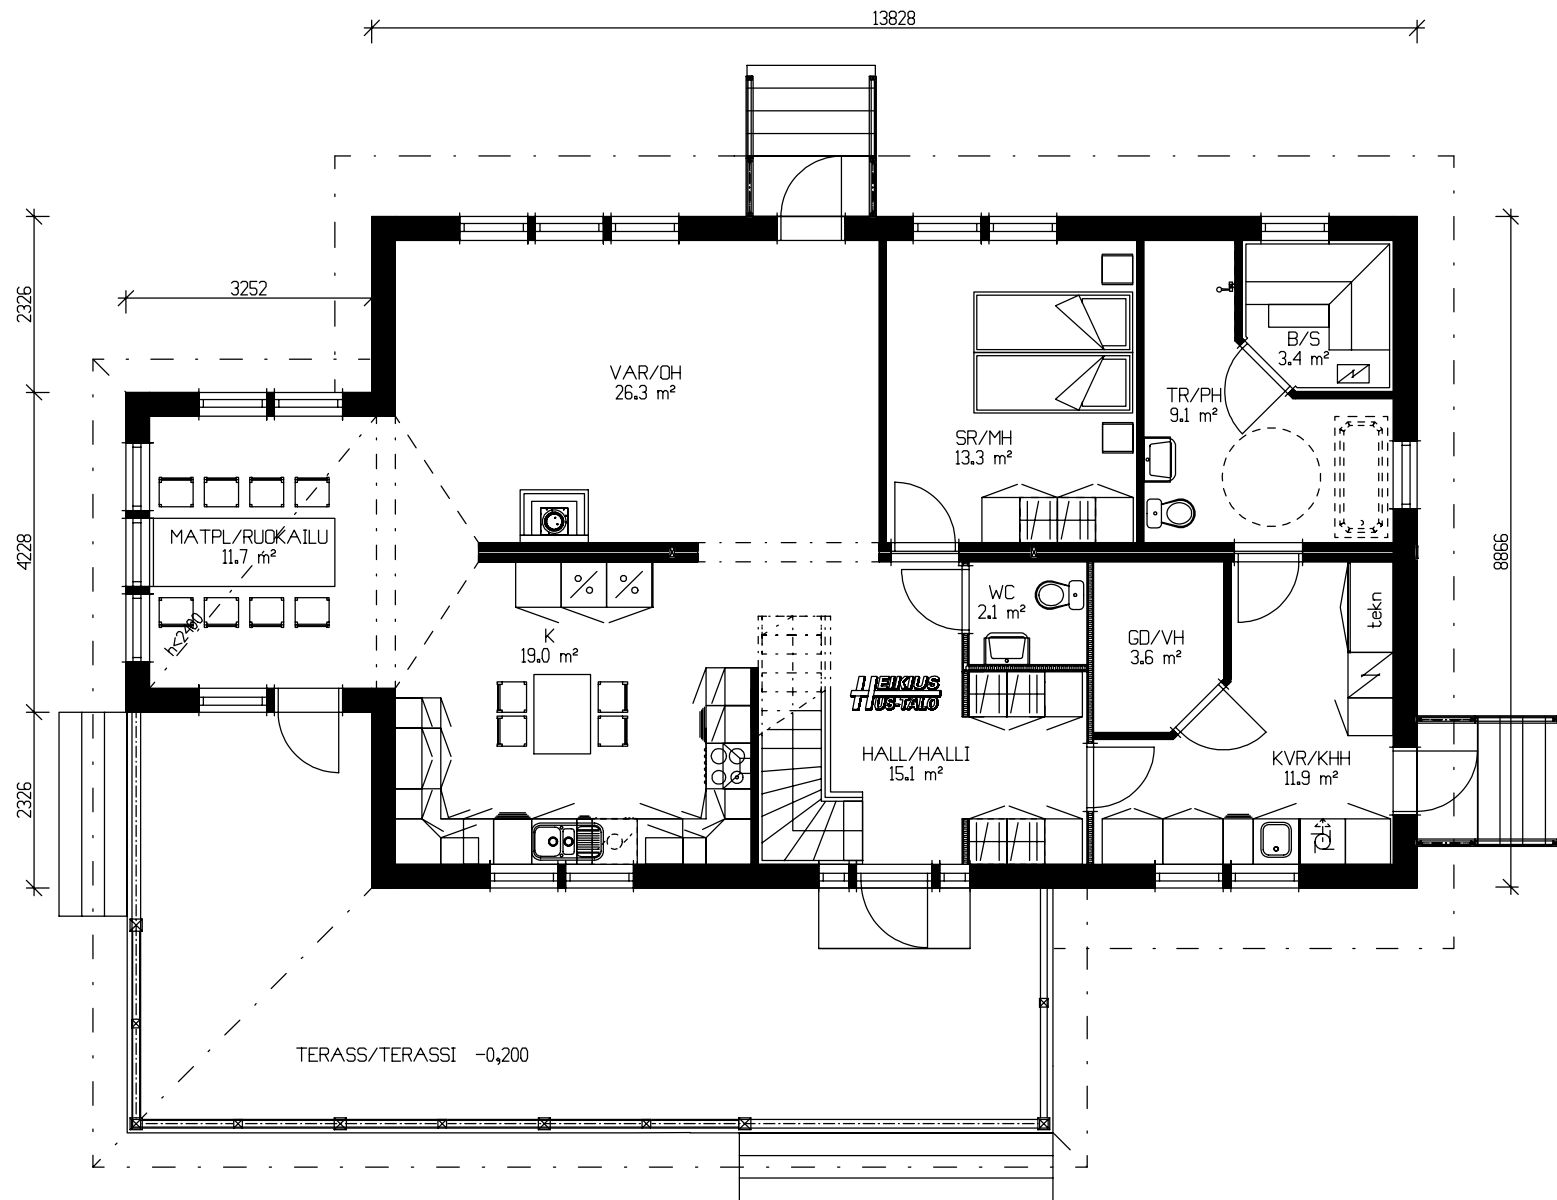 13828
2326
3252
VAR/OH
26.3 m²
B/S
3.4 m²
TR/PH
9.1 m²
SR/MH
13.3 m²
MATPL/RUOKAILU
11.7 m²
4228
8866
h≤2400
WC
2.1 m²
K
19.0 m²
GD/VH
3.6 m²
tekn
HEIKIUS
HUS-TALO
HALL/HALLI
15.1 m²
KVR/KHH
11.9 m²
2326
TERASS/TERASSI -0,200